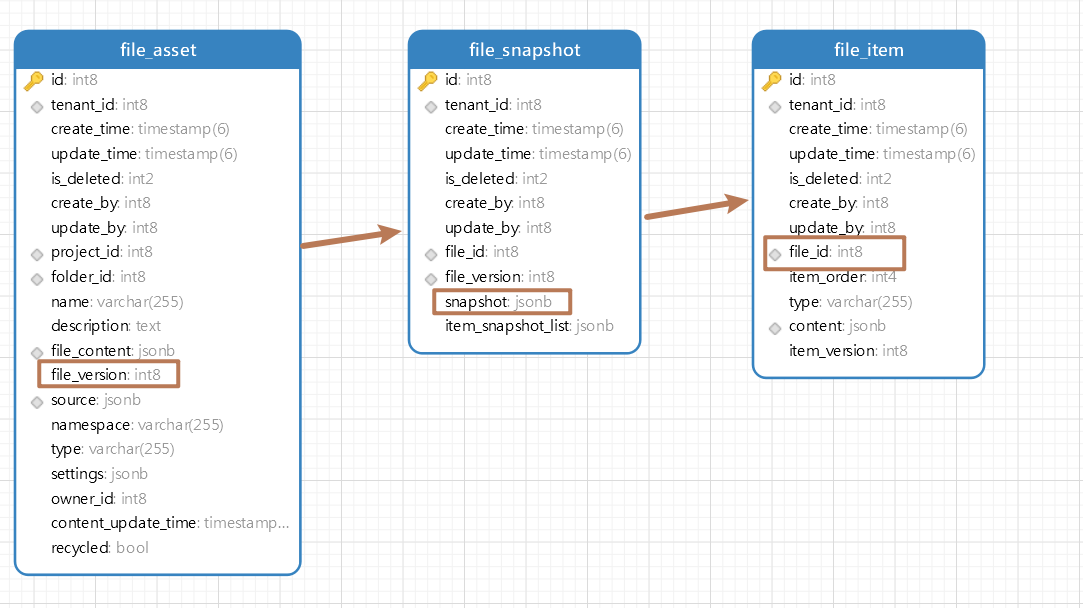 file_asset
id: int8
tenant_id: int8
create_time: timestamp(6)
update_time: timestamp(6)
is_deleted: int2
create_by: int8
update_by: int8
project_id: int8
folder_id: int8
name: varchar(255)
description: text
file_content: jsonb
file_version: int8
source: jsonb
namespace: varchar(255)
type: varchar(255)
settings: jsonb
owner_id: int8
content_update_time: timestamp...
recycled: bool
file_snapshot
id: int8
tenant_id: int8
create_time: timestamp(6)
update_time: timestamp(6)
is_deleted: int2
create_by: int8
update_by: int8
file_id: int8
file_version: int8
snapshot: jsonb
item_snapshot_list: jsonb
file_item
id: int8
tenant_id: int8
create_time: timestamp(6)
update_time: timestamp(6)
is_deleted: int2
create_by: int8
update_by: int8
file_id: int8
item_order: int4
type: varchar(255)
content: jsonb
item_version: int8